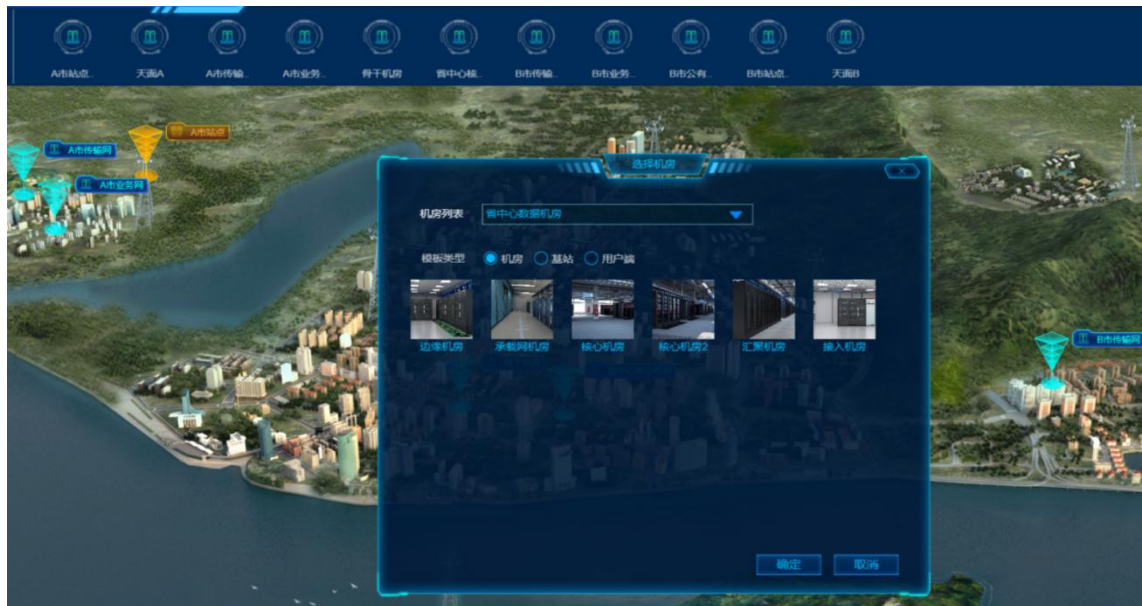 A市站点..
天面A
A市传输..
A市业务..
骨干机房
省中心核..
B市传输..
B市业务..
B市公有..
B市站点..
天面B
A市站点
A市传输网
A市业务网
选择机房
机房列表 省中心数据机房
模板类型 机房 基站 用户端
边缘机房 承载网机房 核心机房 核心机房2 汇聚机房 接入机房
B市传输网
确定 取消